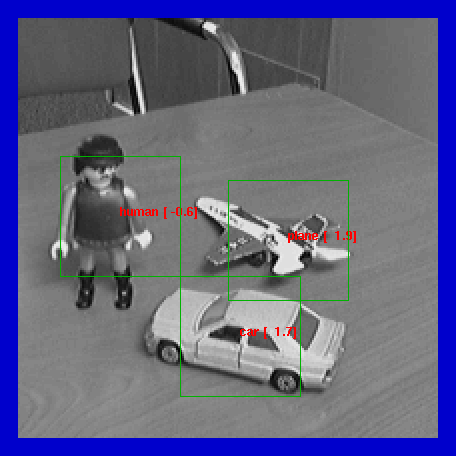 human [ -0.6]
plane [ 1.9]
car [ 1.7]